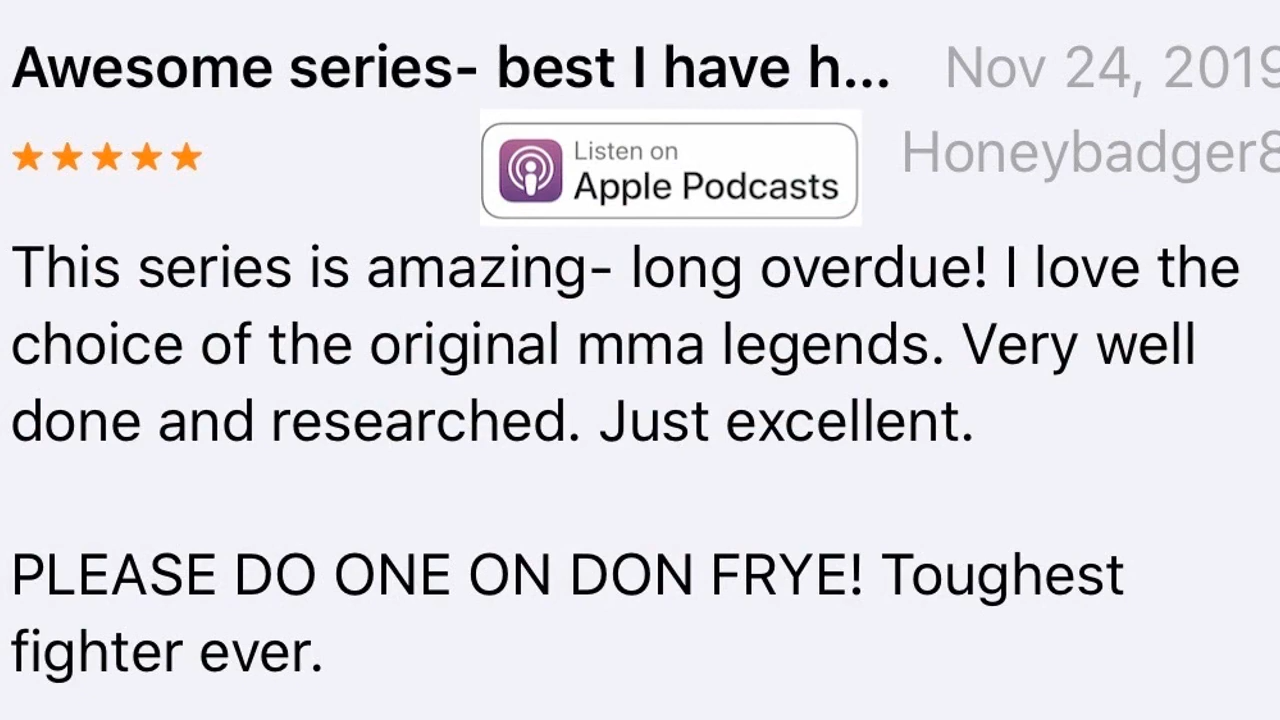 Awesome series- best I have h... Nov 24, 2019
Listen on
Apple Podcasts
Honeybadger8
This series is amazing- long overdue! I love the
choice of the original mma legends. Very well
done and researched. Just excellent.
PLEASE DO ONE ON DON FRYE! Toughest
fighter ever.